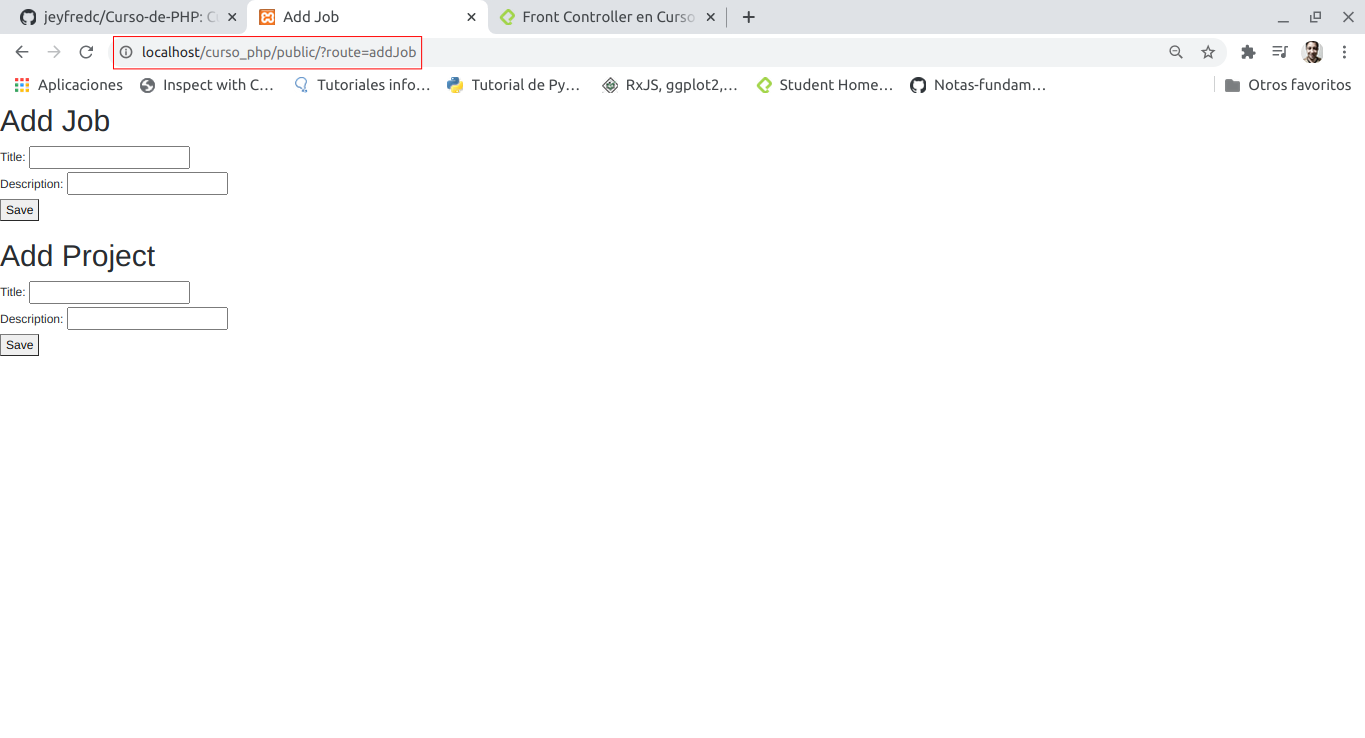 jeyfredc/Curso-de-PHP: C
Add Job
Front Controller en Curso
localhost/curso_php/public/?route=addJob
Aplicaciones
Inspect with C...
Tutoriales info...
Tutorial de Py...
RxJS, ggplot2,...
Student Home...
Notas-fundam...
Otros favoritos
Add Job
Title:
Description:
Save
Add Project
Title:
Description:
Save